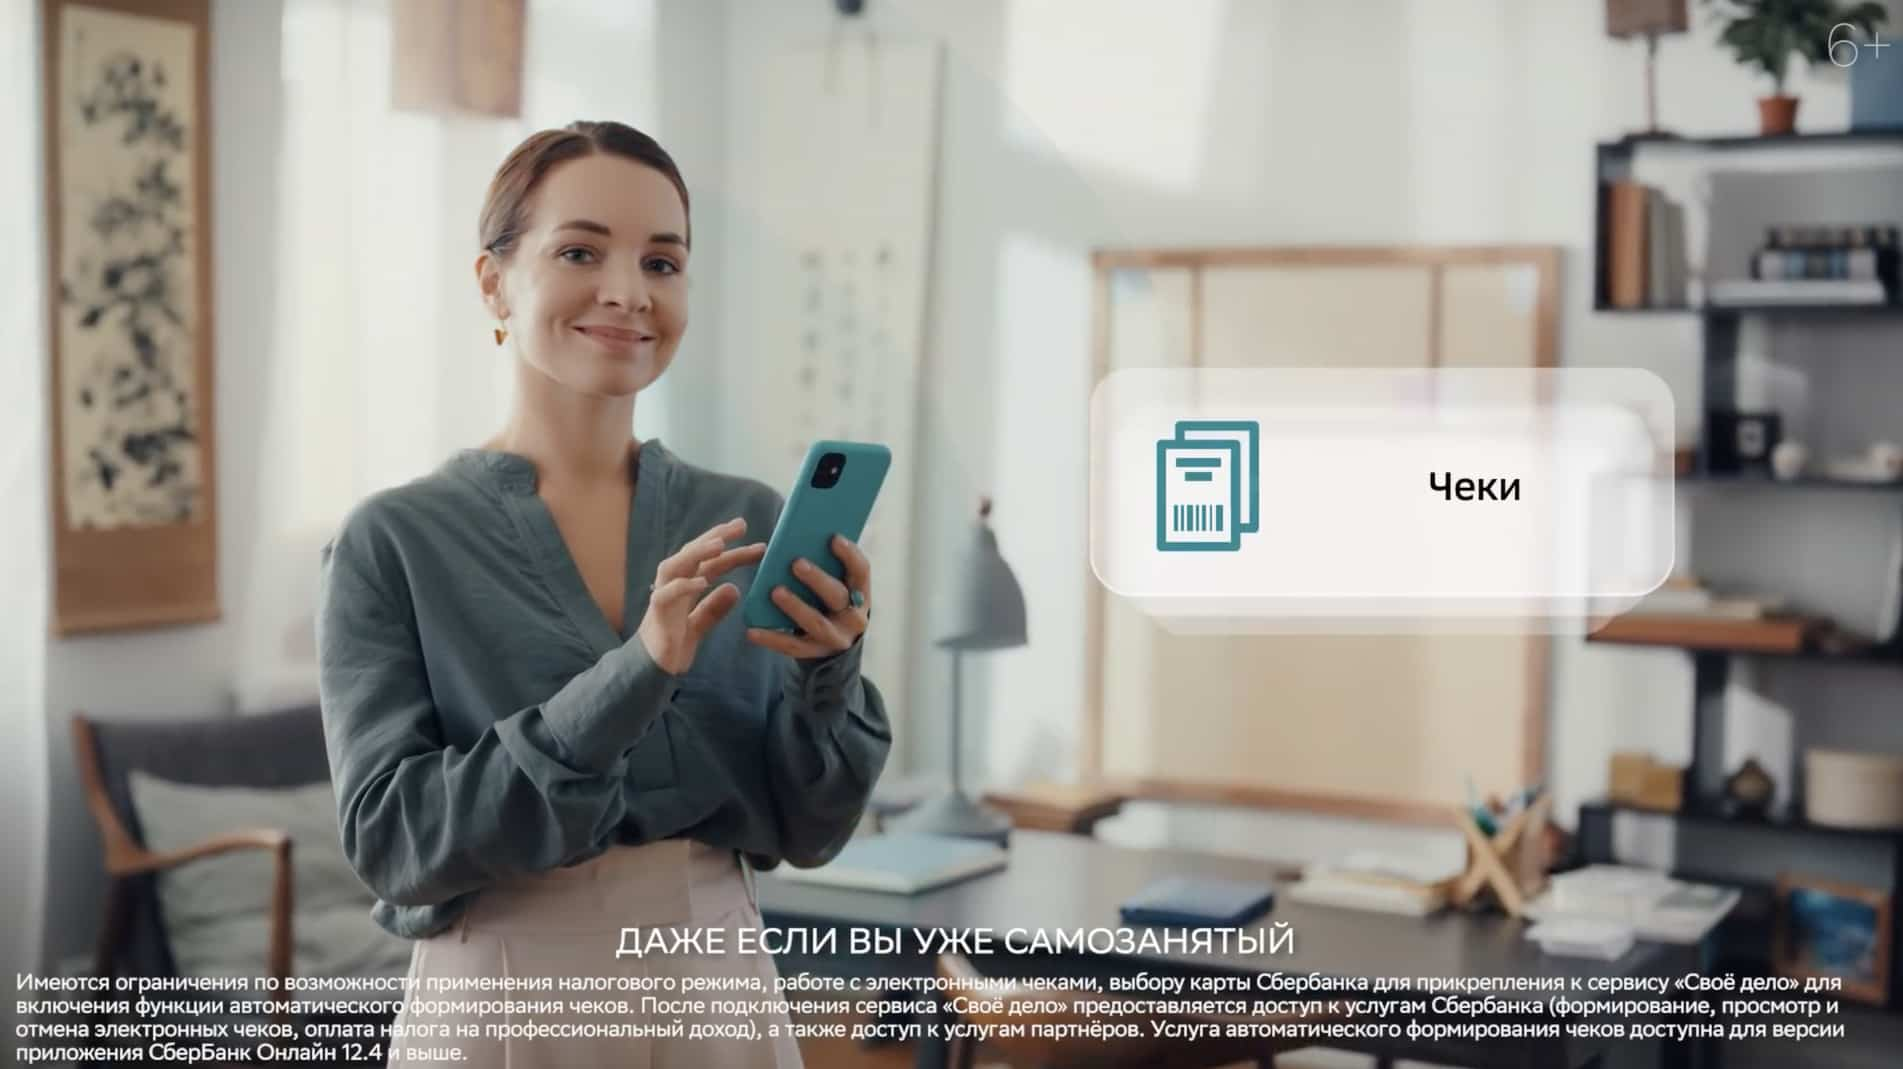 6+
Чеки
ДАЖЕ ЕСЛИ ВЫ УЖЕ САМОЗАНЯТЫЙ
Имеются ограничения по возможности применения налогового режима, работе с электронными чеками, выбору карты Сбербанка для прикрепления к сервису «Своё дело» для
включения функции автоматического формирования чеков. После подключения сервиса «Своё дело» предоставляется доступ к услугам Сбербанка (формирование, просмотр и
отмена электронных чеков, оплата налога на профессиональный доход), а также доступ к услугам партнёров. Услуга автоматического формирования чеков доступна для версии
приложения СберБанк Онлайн 12.4 и выше.